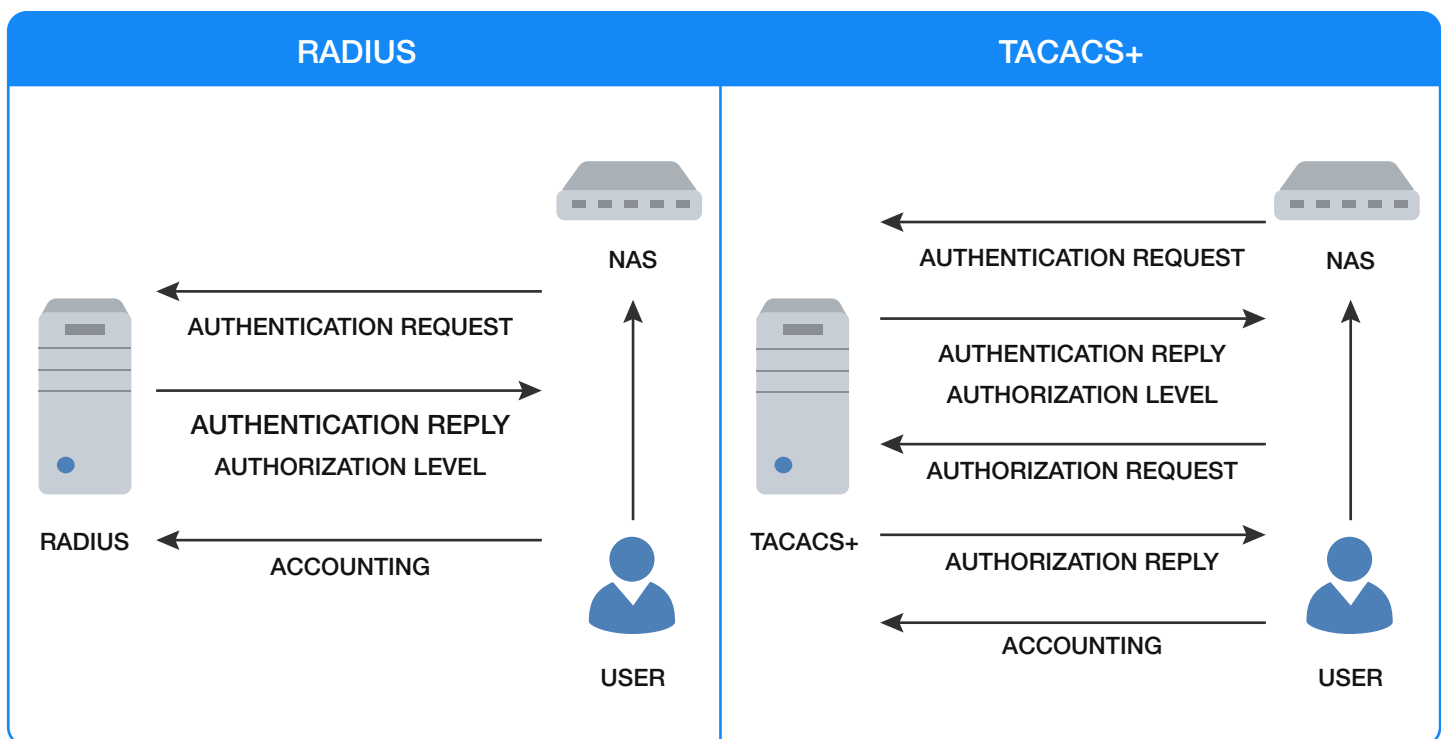 RADIUS
NAS
AUTHENTICATION REQUEST
AUTHENTICATION REPLY
AUTHORIZATION LEVEL
RADIUS
ACCOUNTING
USER
TACACS+
AUTHENTICATION REQUEST
NAS
AUTHENTICATION REPLY
AUTHORIZATION LEVEL
AUTHORIZATION REQUEST
TACACS+
AUTHORIZATION REPLY
ACCOUNTING
USER